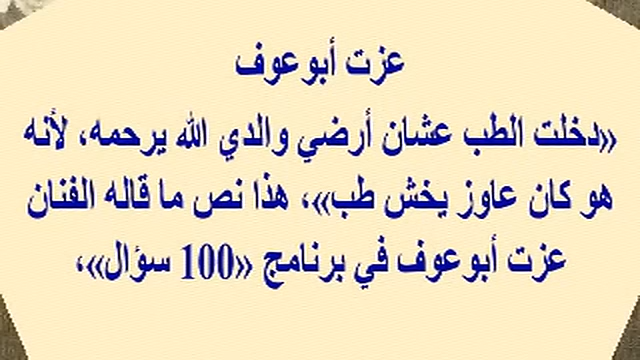 عزت أبوعوف
«دخلت الطب عشان أرضي والدي الله يرحمه، لأنه
هو كان عاوز يخش طب»، هذا نص ما قاله الفنان
عزت أبوعوف في برنامج «100 سؤال»،